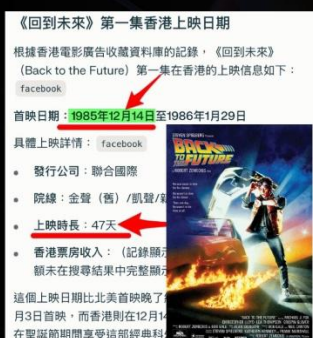 《回到未來》第一集香港上映日期
根據香港電影廣告收藏資料庫的記錄，《回到未來》
（Back to the Future）第一集在香港的上映信息如下：
facebook
首映日期：1985年12月14日至1986年1月29日
具體上映詳情： facebook
發行公司：聯合國際
院線：金聲（舊）/凱聲/
上映時長：47天
香港票房收入：（記錄顯
額未在搜尋結果中完整顯
這個上映日期比北美首映晚了
月3日首映，而香港則在12月14
在聖誕節期間享受這部經典科
STEVEN SPIELBERG
BACK TO THE FUTURE
A ROBERT ZEMECKIS